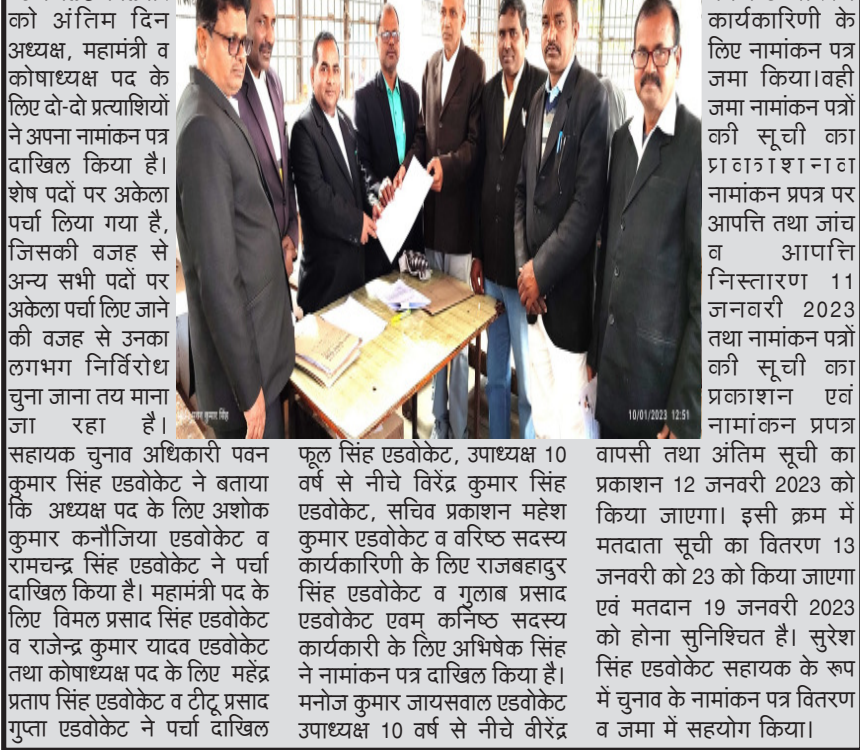 को अंतिम दिन
अध्यक्ष, महामंत्री व
कोषाध्यक्ष पद के
लिए दो-दो प्रत्याशियों
ने अपना नामांकन पत्र
दाखिल किया है।
शेष पदों पर अकेला
पर्चा लिया गया है,
जिसकी वजह से
अन्य सभी पदों पर
अकेला पर्चा लिए जाने
की वजह से उनका
लगभग निर्विरोध
चुना जाना तय माना
जा रहा है।
सहायक चुनाव अधिकारी पवन
कुमार सिंह एडवोकेट ने बताया
कि अध्यक्ष पद के लिए अशोक
कुमार कनौजिया एडवोकेट व
रामचन्द्र सिंह एडवोकेट ने पर्चा
दाखिल किया है। महामंत्री पद के
लिए विमल प्रसाद सिंह एडवोकेट
व राजेन्द्र कुमार यादव एडवोकेट
तथा कोषाध्यक्ष पद के लिए महेंद्र
प्रताप सिंह एडवोकेट व टीटू प्रसाद
गुप्ता एडवोकेट ने पर्चा दाखिल
कुमार सिंह
10/01/2023 12:51
फूल सिंह एडवोकेट, उपाध्यक्ष 10
वर्ष से नीचे विरेंद्र कुमार सिंह
एडवोकेट, सचिव प्रकाशन महेश
कुमार एडवोकेट व वरिष्ठ सदस्य
कार्यकारिणी के लिए राजबहादुर
सिंह एडवोकेट व गुलाब प्रसाद
एडवोकेट एवम् कनिष्ठ सदस्य
कार्यकारी के लिए अभिषेक सिंह
ने नामांकन पत्र दाखिल किया है।
मनोज कुमार जायसवाल एडवोकेट
उपाध्यक्ष 10 वर्ष से नीचे वीरेंद्र
कार्यकारिणी के
लिए नामांकन पत्र
जमा किया।वही
जमा नामांकन पत्रों
की सूची का
नामांकन प्रपत्र पर
आपत्ति तथा जांच
व आपत्ति
निस्तारण 11
जनवरी 2023
तथा नामांकन पत्रों
की सूची का
प्रकाशन एवं
नामांकन प्रपत्र
वापसी तथा अंतिम सूची का
प्रकाशन 12 जनवरी 2023 को
किया जाएगा। इसी क्रम में
मतदाता सूची का वितरण 13
जनवरी को 23 को किया जाएगा
एवं मतदान 19 जनवरी 2023
को होना सुनिश्चित है। सुरेश
सिंह एडवोकेट सहायक के रूप
में चुनाव के नामांकन पत्र वितरण
व जमा में सहयोग किया।